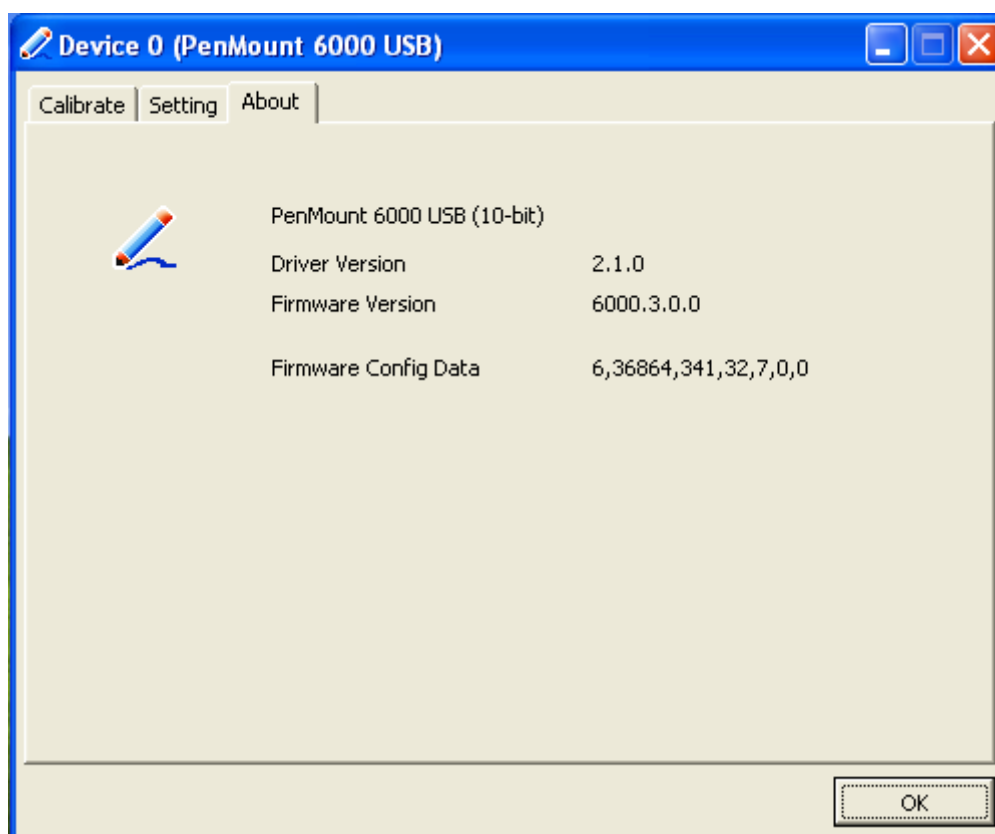 Device 0 (PenMount 6000 USB)
Calibrate Setting About
PenMount 6000 USB (10-bit)
Driver Version 2.1.0
Firmware Version 6000.3.0.0
Firmware Config Data 6,36864,341,32,7,0,0
OK